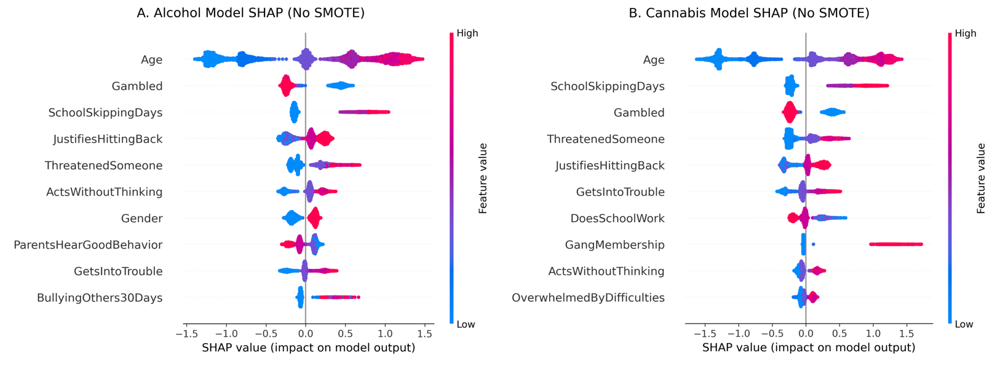 A. Alcohol Model SHAP (No SMOTE)
High
Age
Gambled
SchoolSkippingDays
JustifiesHittingBack
ThreatenedSomeone
ActsWithoutThinking
Gender
ParentsHearGoodBehavior
GetsIntoTrouble
BullyingOthers30Days
Feature value
Low
−1.5 −1.0 −0.5 0.0 0.5 1.0 1.5
SHAP value (impact on model output)
B. Cannabis Model SHAP (No SMOTE)
High
Age
SchoolSkippingDays
Gambled
ThreatenedSomeone
JustifiesHittingBack
GetsIntoTrouble
DoesSchoolWork
GangMembership
ActsWithoutThinking
OverwhelmedByDifficulties
Feature value
Low
−1.5 −1.0 −0.5 0.0 0.5 1.0 1.5
SHAP value (impact on model output)